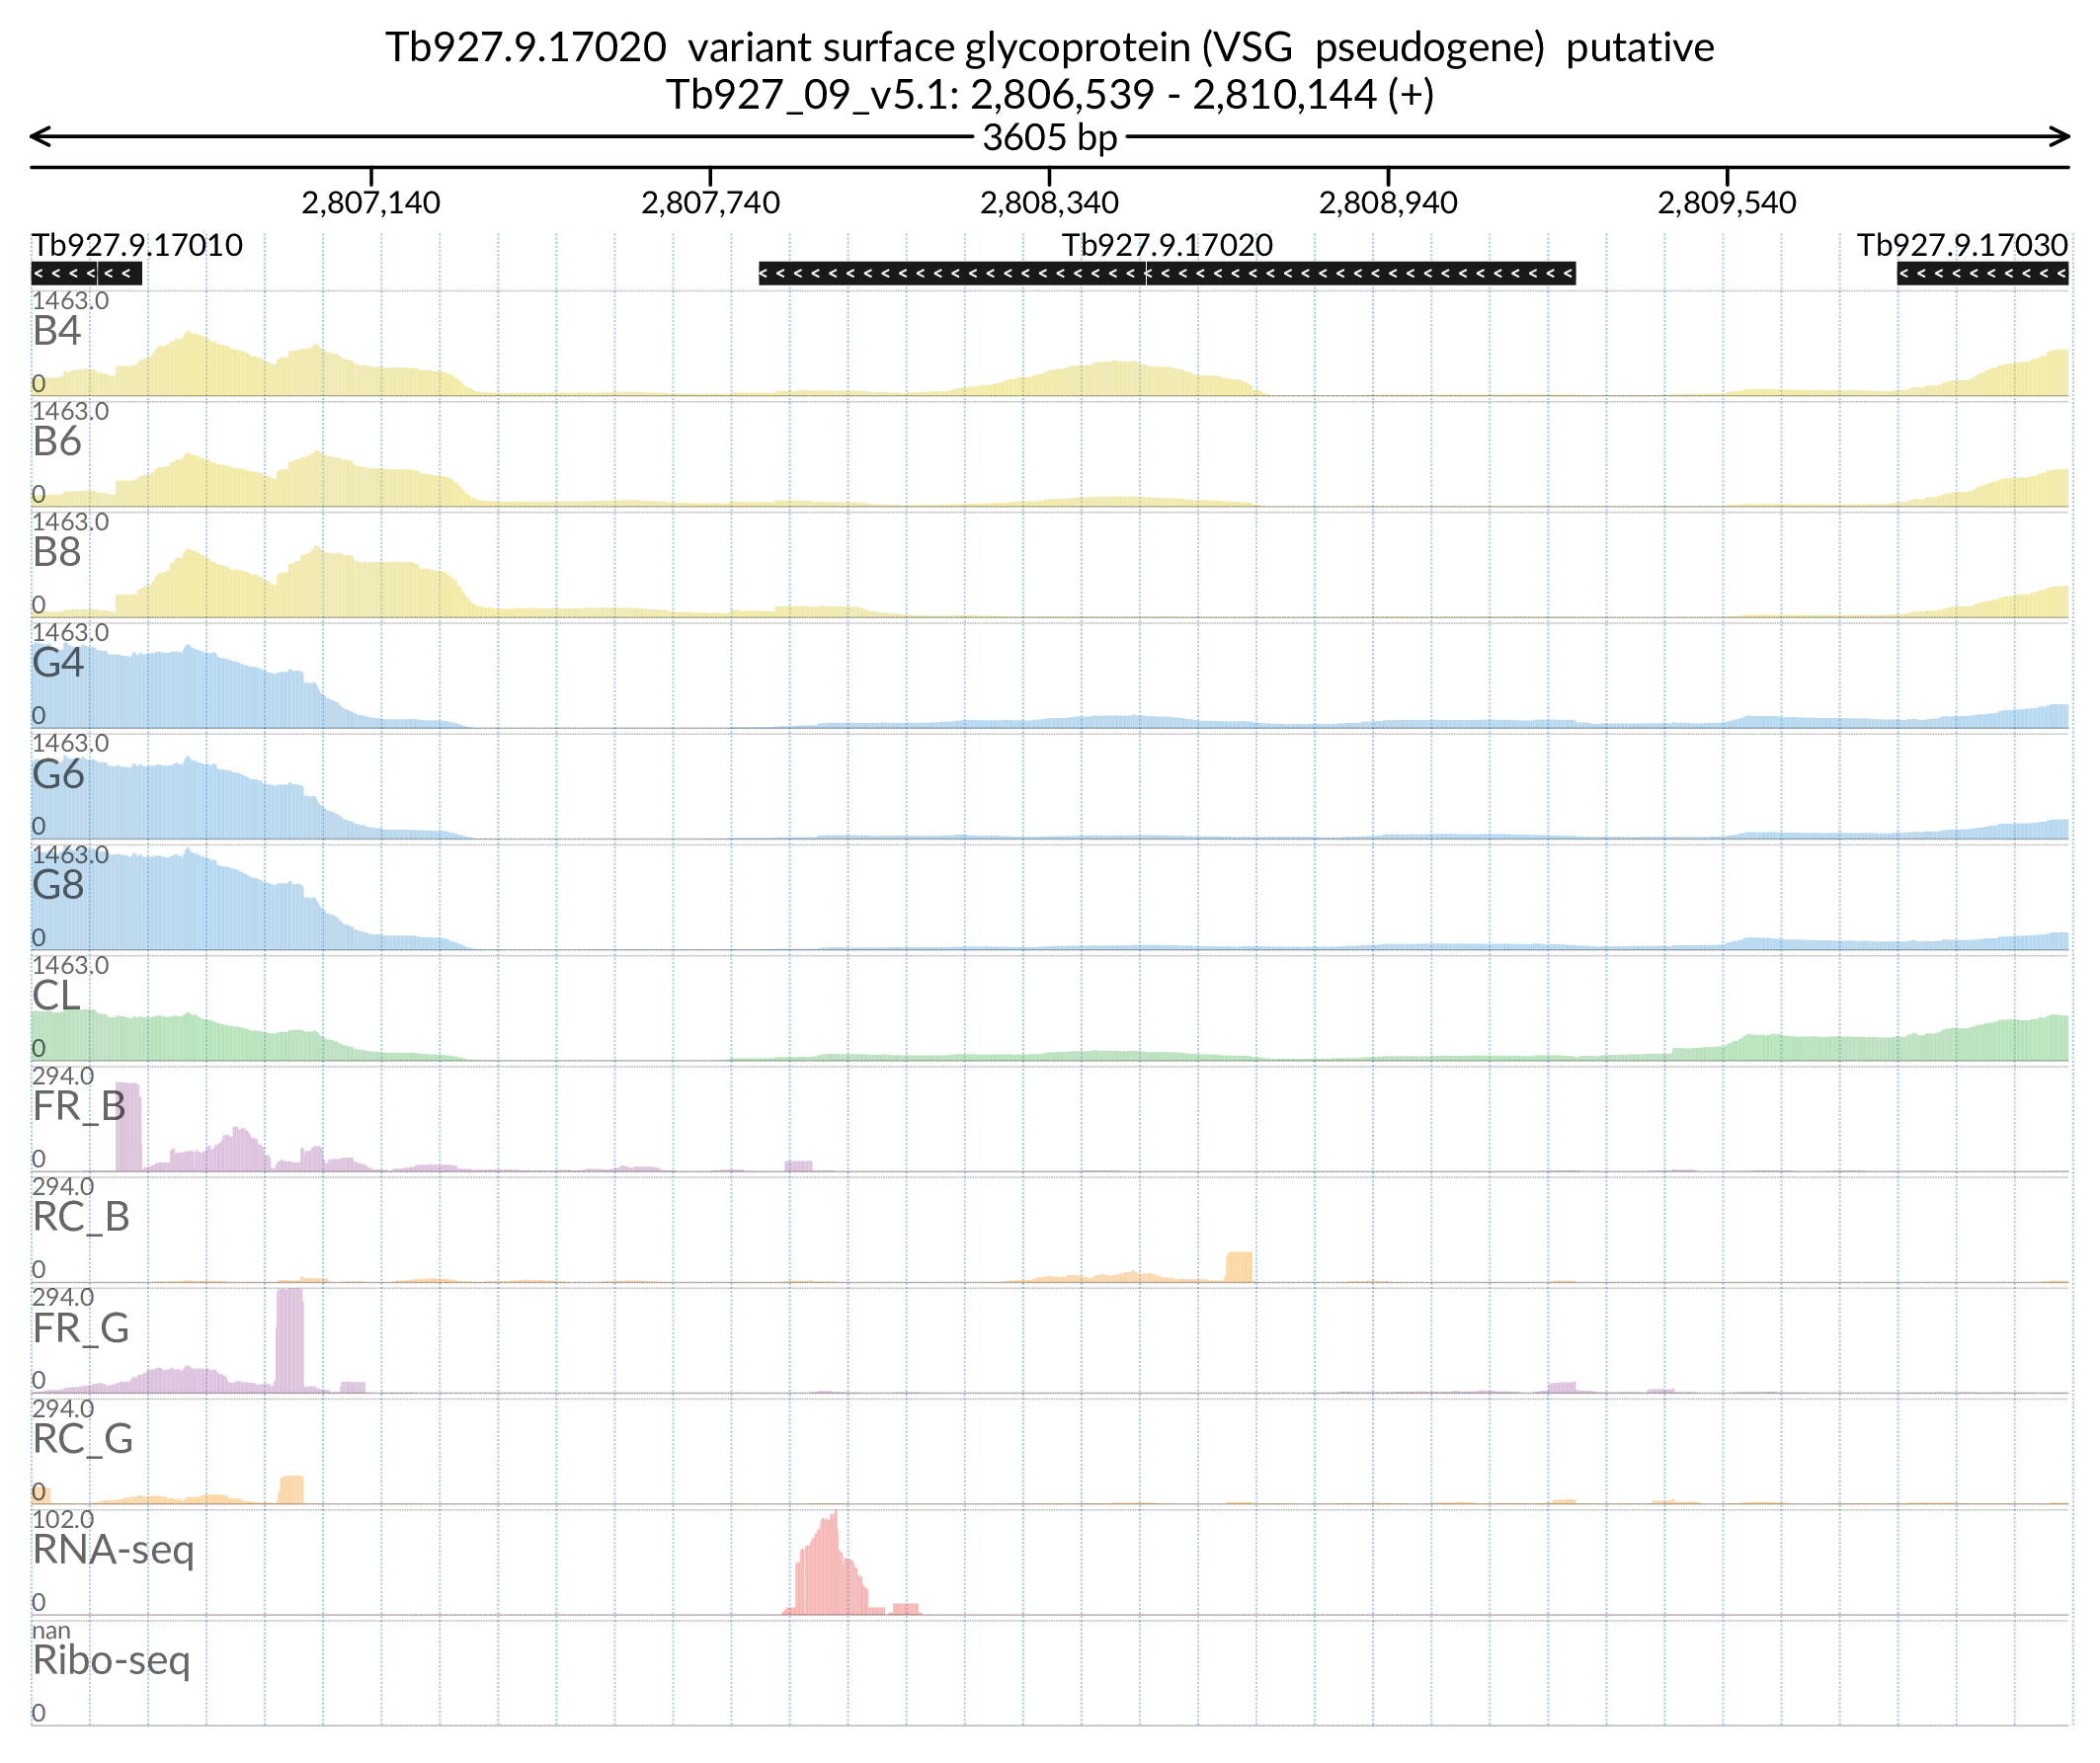 Tb927.9.17020 variant surface glycoprotein (VSG pseudogene) putative
Tb927_09_v5.1: 2,806,539 - 2,810,144 (+)
3605 bp
2,807,140 2,807,740 2,808,340 2,808,940 2,809,540
Tb927.9.17010 Tb927.9.17020 Tb927.9.17030
1463.0
B4
0
1463.0
B6
0
1463.0
B8
0
1463.0
G4
0
1463.0
G6
0
1463.0
G8
0
1463.0
CL
0
294.0
FR_B
0
294.0
RC_B
0
294.0
FR_G
0
294.0
RC_G
0
102.0
RNA-seq
0
nan
Ribo-seq
0